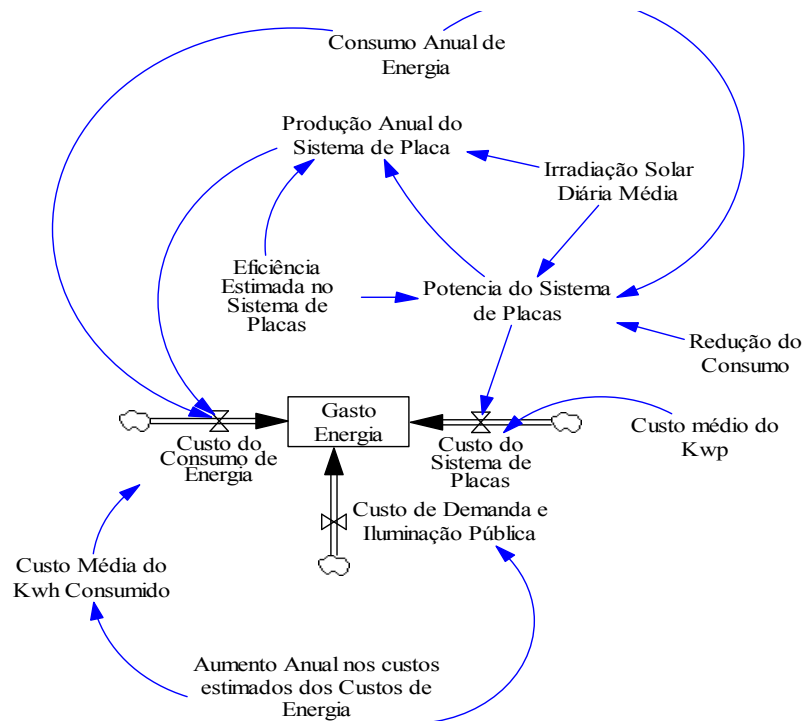 Consumo Anual de
Energia
Produção Anual do
Sistema de Placa
Irradiação Solar
Diária Média
Eficiência
Estimada no
Sistema de
Placas
Potencia do Sistema
de Placas
Redução do
Consumo
Gasto
Energia
Custo do
Consumo de
Energia
Custo do
Sistema de
Placas
Custo médio do
Kwp
Custo de Demanda e
Iluminação Pública
Custo Média do
Kwh Consumido
Aumento Anual nos custos
estimados dos Custos de
Energia